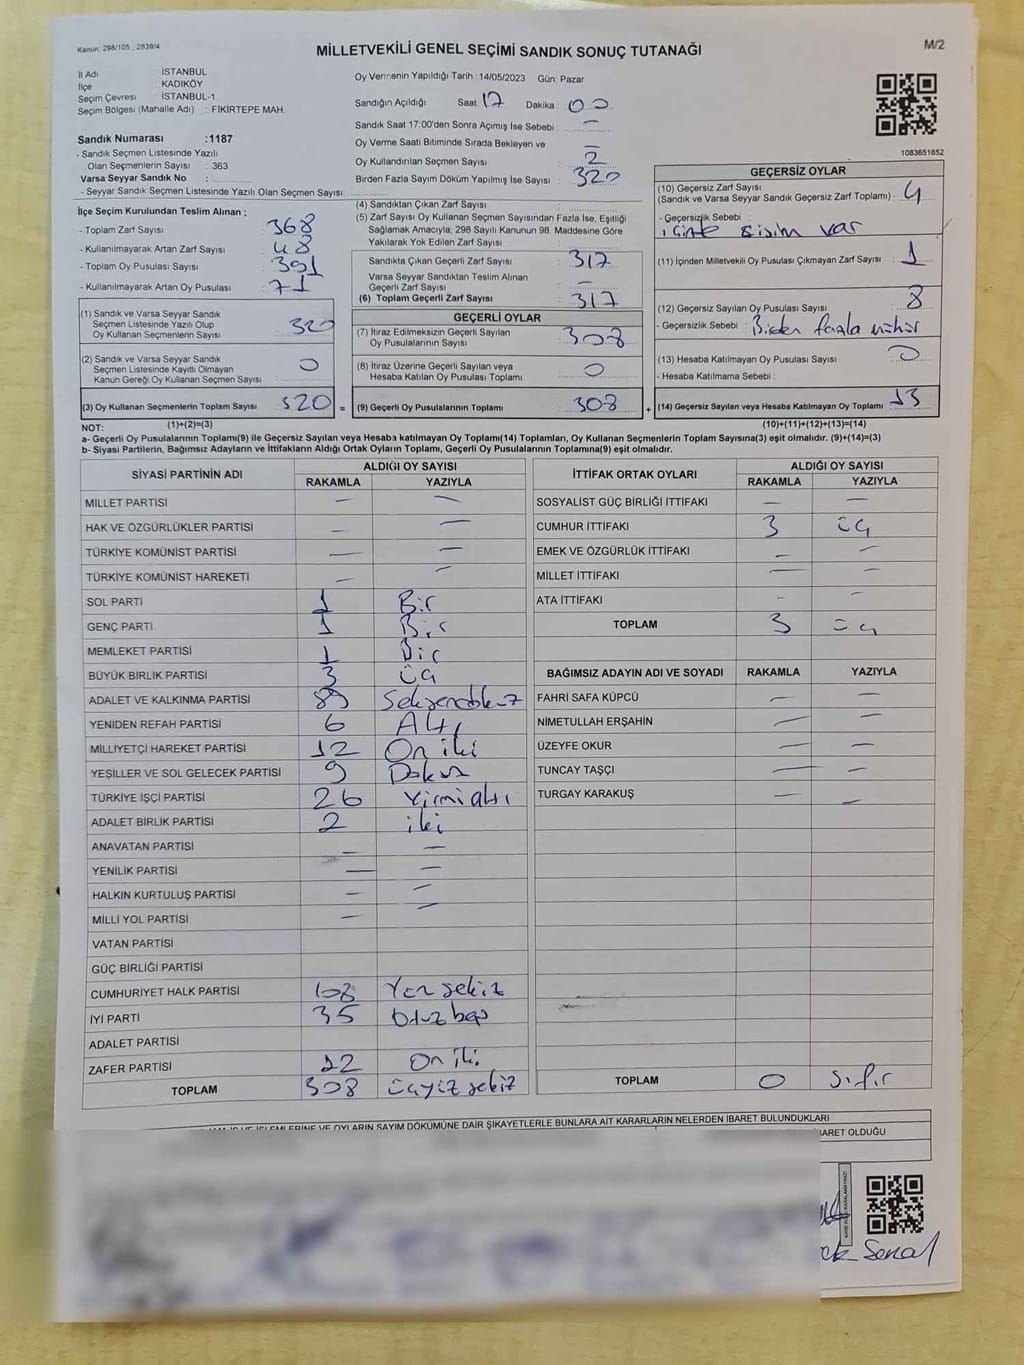 Kanun: 298/105 , 2839/4
MİLLETVEKİLİ GENEL SEÇİMİ SANDIK SONUÇ TUTANAĞI
M/2
İl Adı : İSTANBUL
İlçe : KADIKÖY
Seçim Çevresi : İSTANBUL-1
Seçim Bölgesi (Mahalle Adı) : FİKİRTEPE MAH.
Oy Vermenin Yapıldığı Tarih : 14/05/2023 Gün: Pazar
Sandığın Açıldığı Saat: 17 Dakika : 00
Sandık Saat 17:00'den Sonra Açımış İse Sebebi : —
Oy Verme Saati Bitiminde Sırada Bekleyen ve —
Oy Kullandırılan Seçmen Sayısı : 2
Birden Fazla Sayım Döküm Yapılmış İse Sayısı : 320
1083651652
Sandık Numarası :1187
- Sandık Seçmen Listesinde Yazılı
Olan Seçmenlerin Sayısı : 363
Varsa Seyyar Sandık No :
- Seyyar Sandık Seçmen Listesinde Yazılı Olan Seçmen Sayısı:
İlçe Seçim Kurulundan Teslim Alınan ;
- Toplam Zarf Sayısı : 368
- Kullanılmayarak Artan Zarf Sayısı : 48
- Toplam Oy Pusulası Sayısı : 391
- Kullanılmayarak Artan Oy Pusulası : 71
(1) Sandık ve Varsa Seyyar Sandık
Seçmen Listesinde Yazılı Olup
Oy Kullanan Seçmenlerin Sayısı 320
(2) Sandık ve Varsa Seyyar Sandık
Seçmen Listesinde Kayıtlı Olmayan
Kanun Gereği Oy Kullanan Seçmen Sayısı 0
(3) Oy Kullanan Seçmenlerin Toplam Sayısı 320 =
(4) Sandıktan Çıkan Zarf Sayısı :
(5) Zarf Sayısı Oy Kullanan Seçmen Sayısından Fazla İse, Eşitliği
Sağlamak Amacıyla; 298 Sayılı Kanunun 98. Maddesine Göre
Yakılarak Yok Edilen Zarf Sayısı :
Sandıkta Çıkan Geçerli Zarf Sayısı : 317
Varsa Seyyar Sandıktan Teslim Alınan
Geçerli Zarf Sayısı : —
(6) Toplam Geçerli Zarf Sayısı : 317
GEÇERLİ OYLAR
(7) İtiraz Edilmeksizin Geçerli Sayılan
Oy Pusulalarının Sayısı : 308
(8) İtiraz Üzerine Geçerli Sayılan veya
Hesaba Katılan Oy Pusulası Toplamı : 0
(9) Geçerli Oy Pusulalarının Toplamı : 308 +
GEÇERSİZ OYLAR
(10) Geçersiz Zarf Sayısı
(Sandık ve Varsa Seyyar Sandık Geçersiz Zarf Toplamı) : 4
- Geçersizlik Sebebi :
içinde isim var
(11) İçinden Milletvekili Oy Pusulası Çıkmayan Zarf Sayısı : 1
(12) Geçersiz Sayılan Oy Pusulası Sayısı : 8
- Geçersizlik Sebebi : Birden fazla mühür
(13) Hesaba Katılmayan Oy Pusulası Sayısı : 0
- Hesaba Katılmama Sebebi :
(14) Geçersiz Sayılan veya Hesaba Katılmayan Oy Toplamı : 13
NOT: (1)+(2)=(3) (10)+(11)+(12)+(13)=(14)
a- Geçerli Oy Pusulalarının Toplamı(9) ile Geçersiz Sayılan veya Hesaba katılmayan Oy Toplamı(14) Toplamları, Oy Kullanan Seçmenlerin Toplam Sayısına(3) eşit olmalıdır. (9)+(14)=(3)
b- Siyasi Partilerin, Bağımsız Adayların ve İttifakların Aldığı Ortak Oyların Toplamı, Geçerli Oy Pusulalarının Toplamına(9) eşit olmalıdır.
SİYASİ PARTİNİN ADI ALDIĞI OY SAYISI
RAKAMLA YAZIYLA
MİLLET PARTİSİ — —
HAK VE ÖZGÜRLÜKLER PARTİSİ — —
TÜRKİYE KOMÜNİST PARTİSİ — —
TÜRKİYE KOMÜNİST HAREKETİ — —
SOL PARTİ 1 Bir
GENÇ PARTİ 1 Bir
MEMLEKET PARTİSİ 1 Bir
BÜYÜK BİRLİK PARTİSİ 3 üç
ADALET VE KALKINMA PARTİSİ 89 Seksendokuz
YENİDEN REFAH PARTİSİ 6 Altı
MİLLİYETÇİ HAREKET PARTİSİ 12 On iki
YEŞİLLER VE SOL GELECEK PARTİSİ 9 Dokuz
TÜRKİYE İŞÇİ PARTİSİ 26 Yirmialtı
ADALET BİRLİK PARTİSİ 2 iki
ANAVATAN PARTİSİ — —
YENİLİK PARTİSİ — —
HALKIN KURTULUŞ PARTİSİ — —
MİLLİ YOL PARTİSİ — —
VATAN PARTİSİ
GÜÇ BİRLİĞİ PARTİSİ
CUMHURİYET HALK PARTİSİ 108 Yüz sekiz
İYİ PARTİ 35 Otuz beş
ADALET PARTİSİ
ZAFER PARTİSİ 12 On iki
TOPLAM 308 üçyüz sekiz
İTTİFAK ORTAK OYLARI ALDIĞI OY SAYISI
RAKAMLA YAZIYLA
SOSYALİST GÜÇ BİRLİĞİ İTTİFAKI — —
CUMHUR İTTİFAKI 3 üç
EMEK VE ÖZGÜRLÜK İTTİFAKI — —
MİLLET İTTİFAKI — —
ATA İTTİFAKI - —
TOPLAM 3 üç
BAĞIMSIZ ADAYIN ADI VE SOYADI RAKAMLA YAZIYLA
FAHRİ SAFA KÜPCÜ — —
NİMETULLAH ERŞAHİN — —
ÜZEYFE OKUR — —
TUNCAY TAŞÇI — —
TURGAY KARAKUŞ — —
TOPLAM 0 Sıfır
İŞLEMLERİNE VE OYLARIN SAYIM DÖKÜMÜNE DAİR ŞİKAYETLERLE BUNLARA AİT KARARLARIN NELERDEN İBARET BULUNDUKLARI
İBARET OLDUĞU
Senal